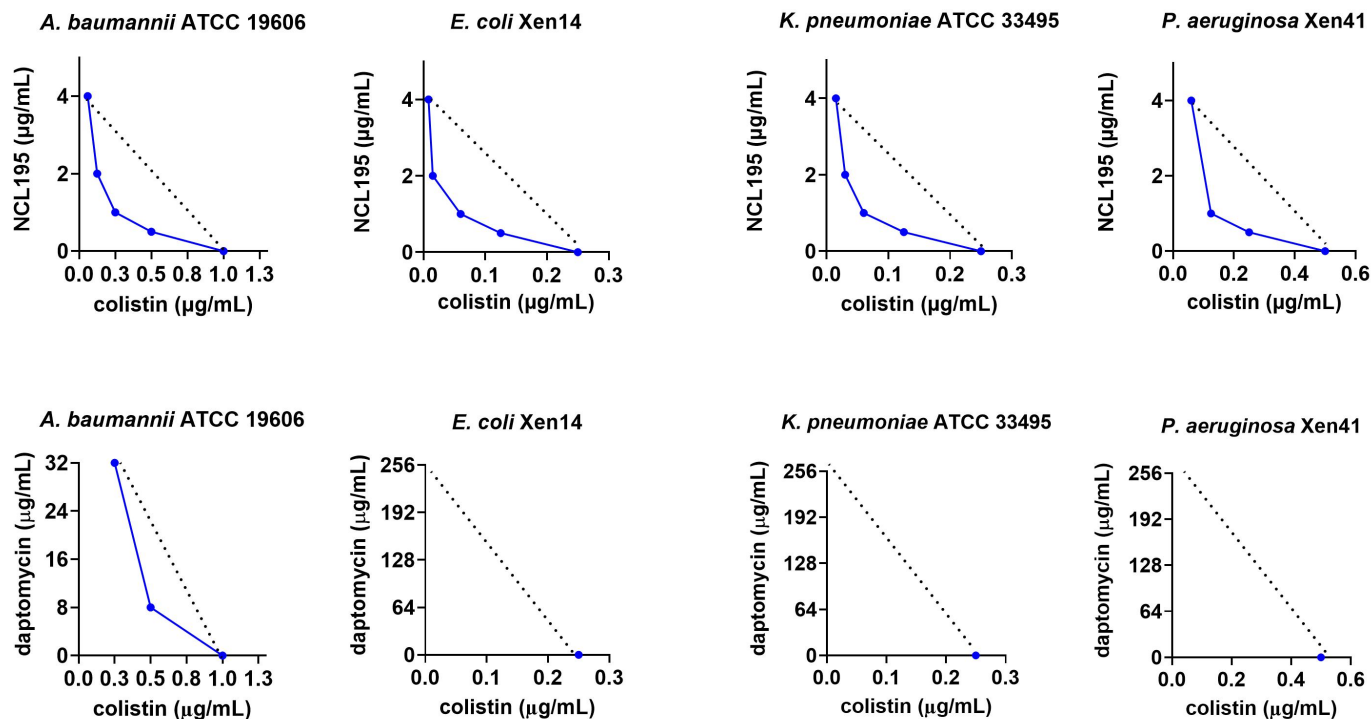 A. baumannii ATCC 19606
E. coli Xen14
K. pneumoniae ATCC 33495
P. aeruginosa Xen41
NCL195 (µg/mL)
4
2
0
0.0 0.3 0.5 0.8 1.0 1.3
colistin (µg/mL)
NCL195 (µg/mL)
4
2
0
0.0 0.1 0.2 0.3
colistin (µg/mL)
NCL195 (µg/mL)
4
2
0
0.0 0.1 0.2 0.3
colistin (µg/mL)
NCL195 (µg/mL)
4
2
0
0.0 0.2 0.4 0.6
colistin (µg/mL)
A. baumannii ATCC 19606
E. coli Xen14
K. pneumoniae ATCC 33495
P. aeruginosa Xen41
daptomycin (µg/mL)
32
24
16
8
0
0.0 0.3 0.5 0.8 1.0 1.3
colistin (µg/mL)
daptomycin (µg/mL)
256
192
128
64
0
0.0 0.1 0.2 0.3
colistin (µg/mL)
daptomycin (µg/mL)
256
192
128
64
0
0.0 0.1 0.2 0.3
colistin (µg/mL)
daptomycin (µg/mL)
256
192
128
64
0
0.0 0.2 0.4 0.6
colistin (µg/mL)